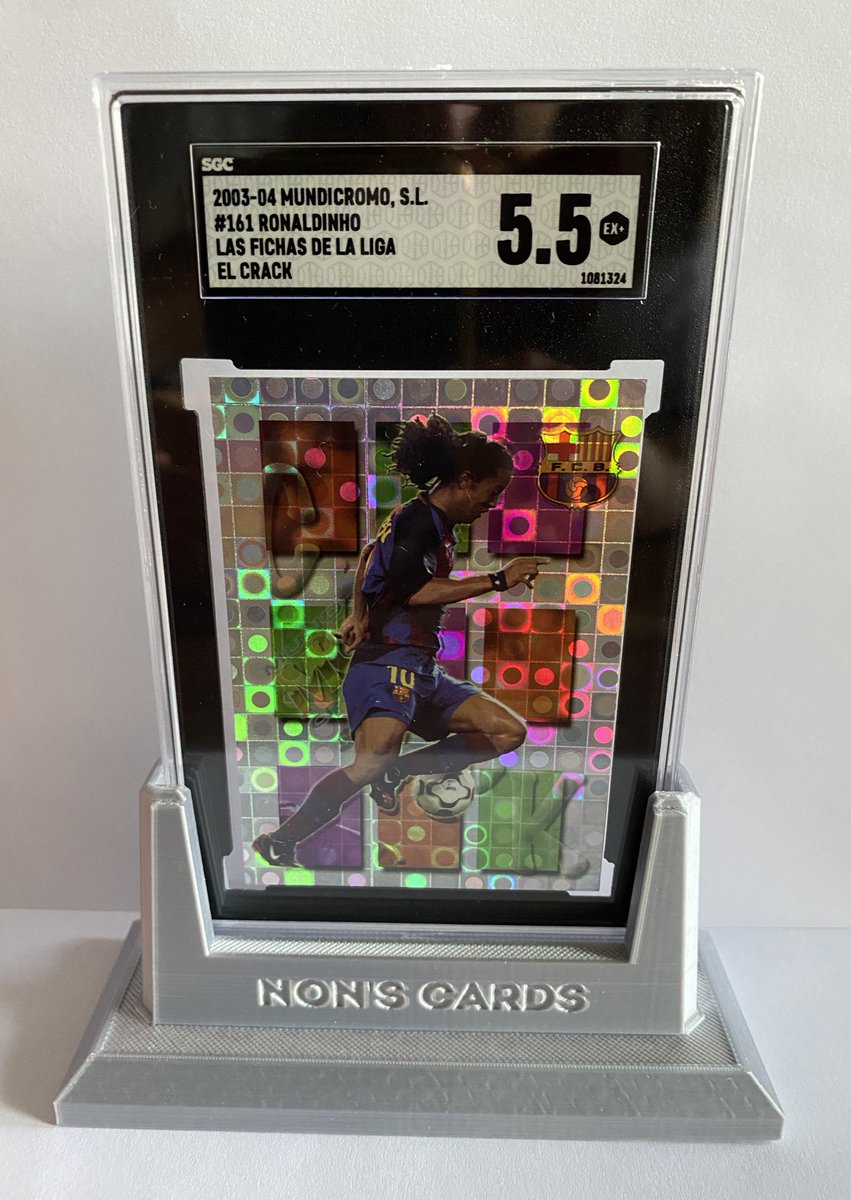 SGC
2003-04 MUNDICROMO, S.L.
#161 RONALDINHO
LAS FICHAS DE LA LIGA
EL CRACK
5.5
EX+
1081324
F.C.B.
10
NON'S CARDS